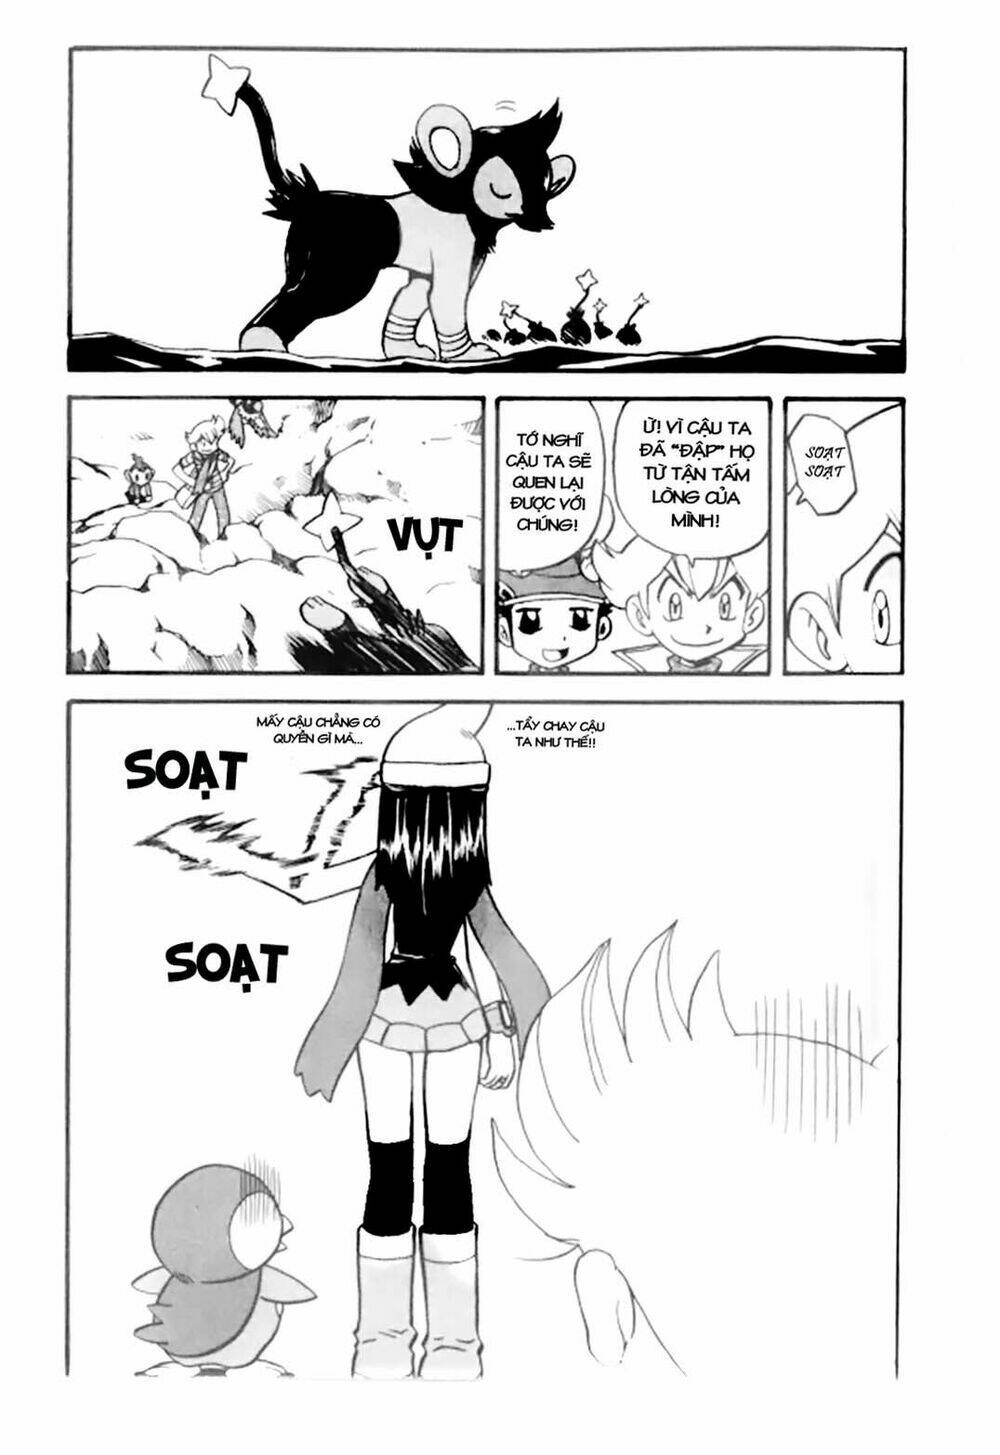 VỤT
TỚ NGHĨ
CẬU TA SẼ
QUEN LẠI
ĐƯỢC VỚI
CHÚNG!
Ừ! VÌ CẬU TA
ĐÃ "ĐẬP" HỌ
TỪ TẬN TẤM
LÒNG CỦA
MÌNH!
SOẠT
SOẠT
MẤY CẬU CHẲNG CÓ
QUYỀN GÌ MÀ...
...TẨY CHAY CẬU
TA NHƯ THẾ!!
SOẠT
SOẠT